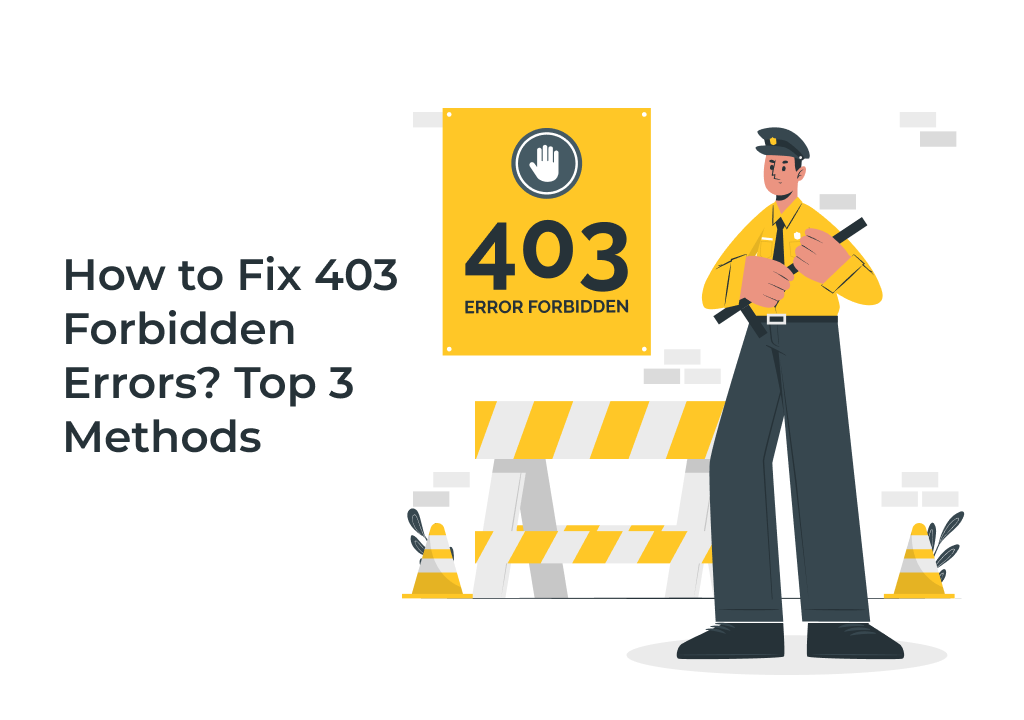 How to Fix 403
Forbidden
Errors? Top 3
Methods
403
ERROR FORBIDDEN